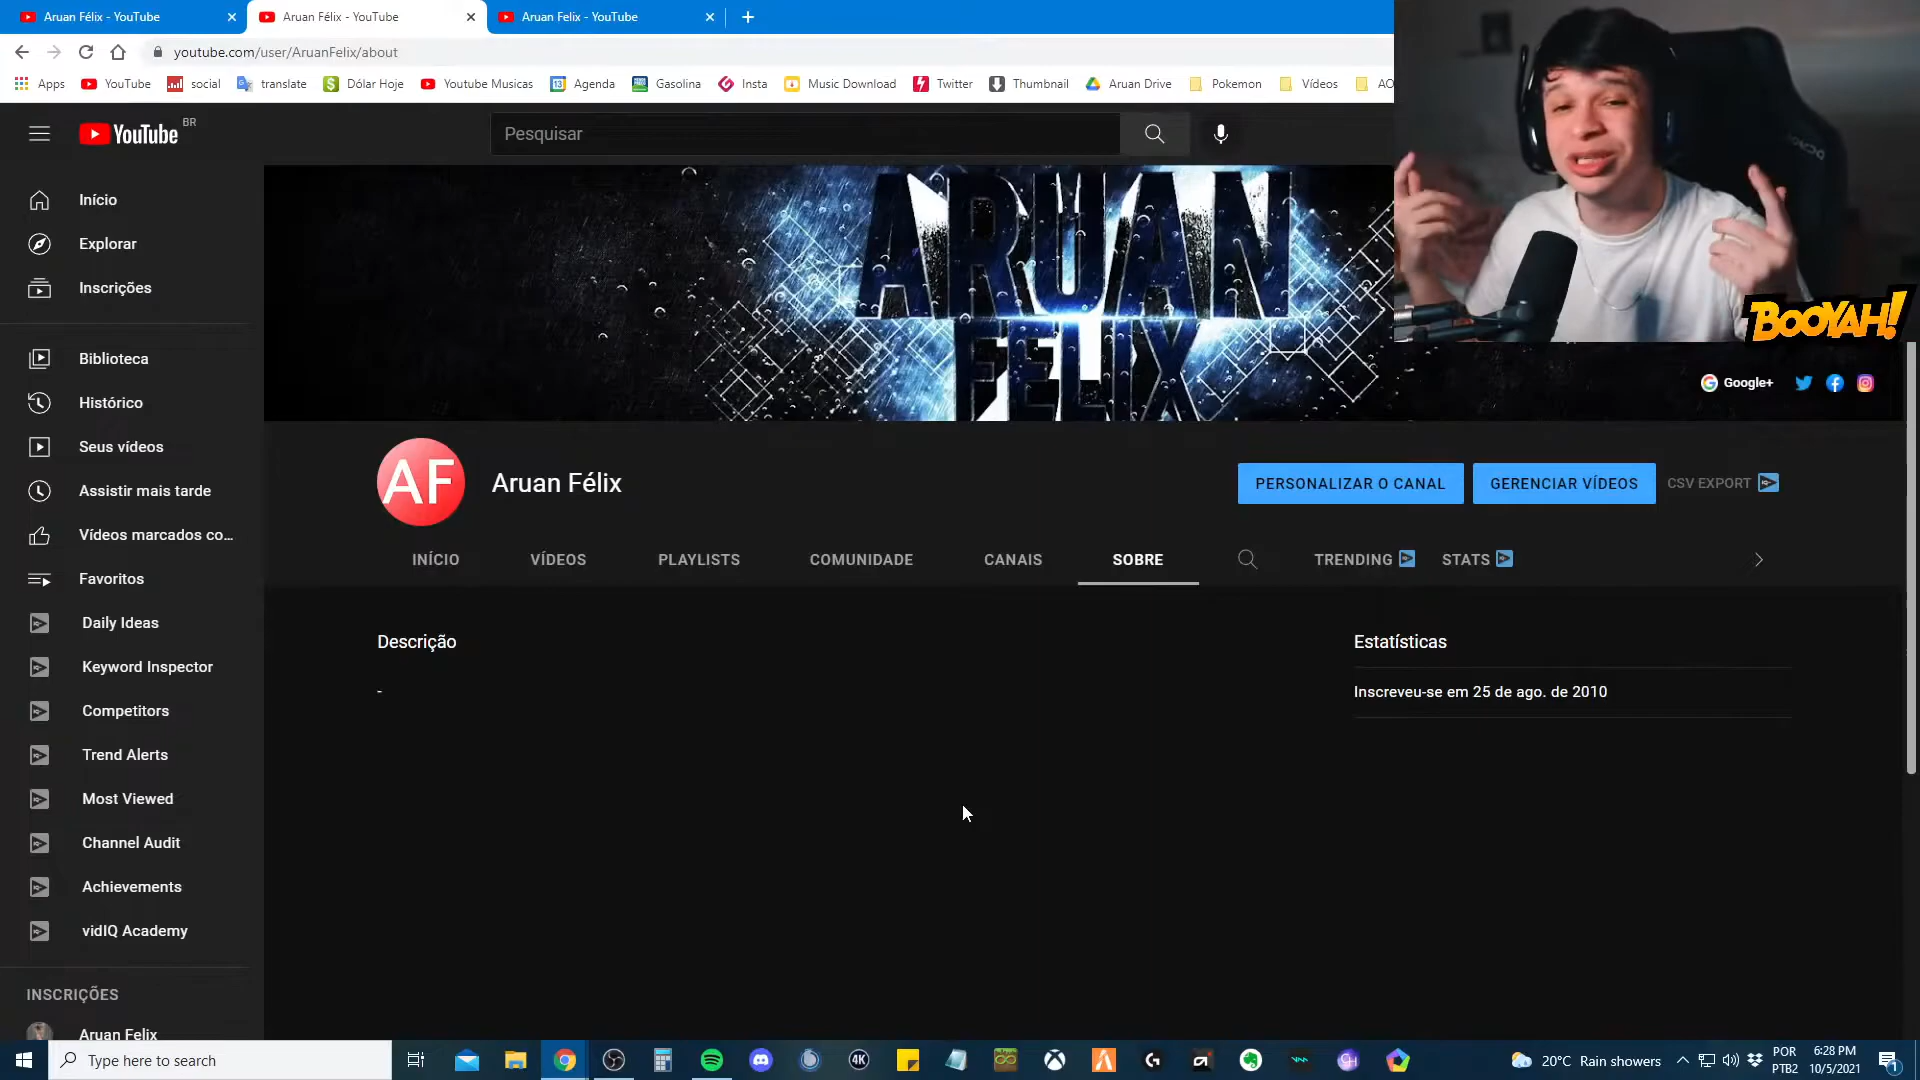 Aruan Félix - YouTube
Aruan Félix - YouTube
Aruan Felix - YouTube
youtube.com/user/AruanFelix/about
Apps YouTube social translate Dólar Hoje Youtube Musicas Agenda Gasolina Insta Music Download Twitter Thumbnail Aruan Drive Pokemon Vídeos AO
YouTube BR
Pesquisar
Início
Explorar
Inscrições
Biblioteca
Histórico
Seus vídeos
Assistir mais tarde
Vídeos marcados co...
Favoritos
Daily Ideas
Keyword Inspector
Competitors
Trend Alerts
Most Viewed
Channel Audit
Achievements
vidIQ Academy
INSCRIÇÕES
Aruan Felix
ARUAN
FELIX
BOOYAH!
Google+
AF
Aruan Félix
PERSONALIZAR O CANAL
GERENCIAR VÍDEOS
CSV EXPORT
INÍCIO VÍDEOS PLAYLISTS COMUNIDADE CANAIS SOBRE TRENDING STATS
Descrição
-
Estatísticas
Inscreveu-se em 25 de ago. de 2010
Type here to search
4K
20°C Rain showers
POR
PTB2
6:28 PM
10/5/2021
1